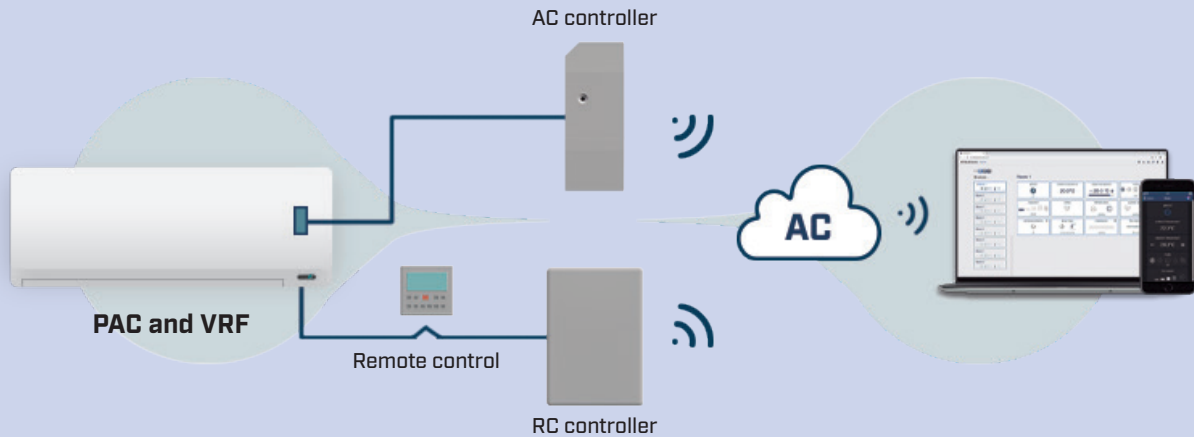 AC controller
AC
PAC and VRF
Remote control
RC controller